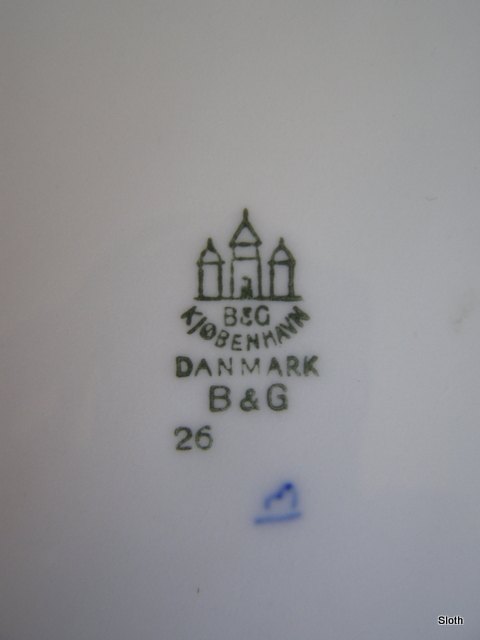 B&G
KJØBENHAVN
DANMARK
B & G
26
Sloth